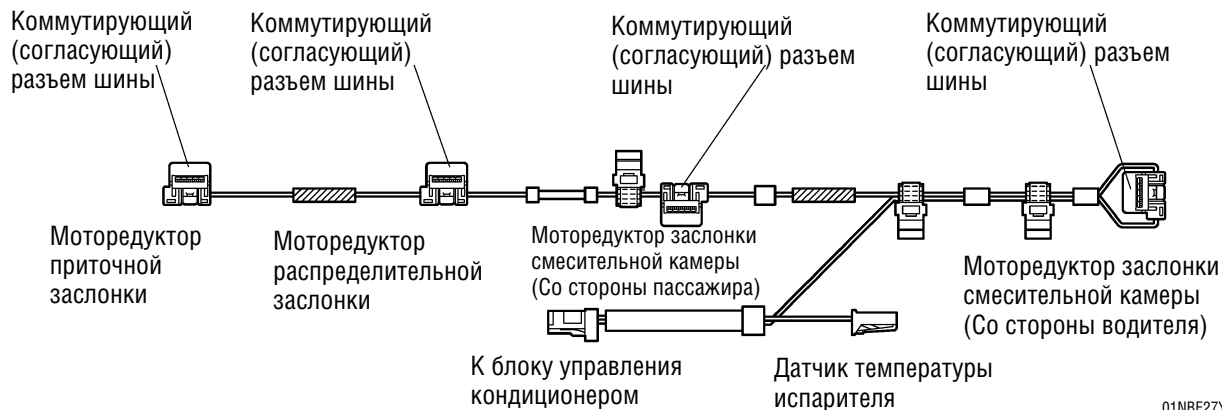 Коммутирующий
(согласующий)
разъем шины
Коммутирующий
(согласующий)
разъем шины
Коммутирующий
(согласующий) разъем
шины
Коммутирующий
(согласующий) разъем
шины
Моторедуктор
приточной
заслонки
Моторедуктор
распределительной
заслонки
Моторедуктор заслонки
смесительной камеры
(Со стороны пассажира)
Моторедуктор заслонки
смесительной камеры
(Со стороны водителя)
К блоку управления
кондиционером
Датчик температуры
испарителя
01NBE27Y